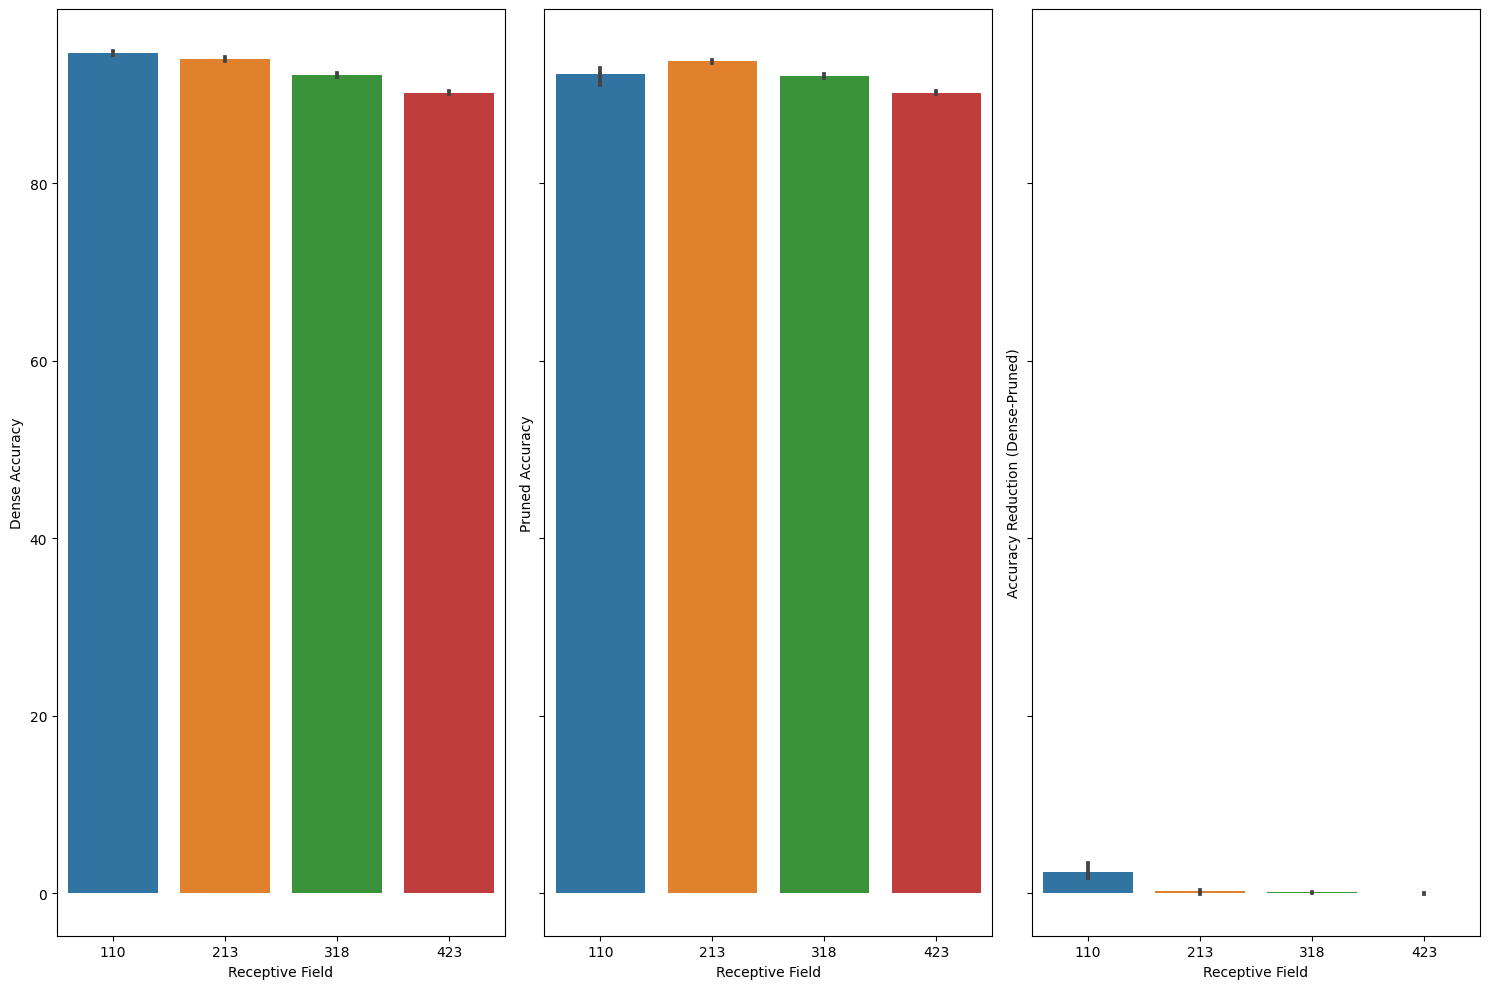 Dense Accuracy
80
60
40
20
0
110 213 318 423
Receptive Field
Pruned Accuracy
110 213 318 423
Receptive Field
Accuracy Reduction (Dense-Pruned)
110 213 318 423
Receptive Field